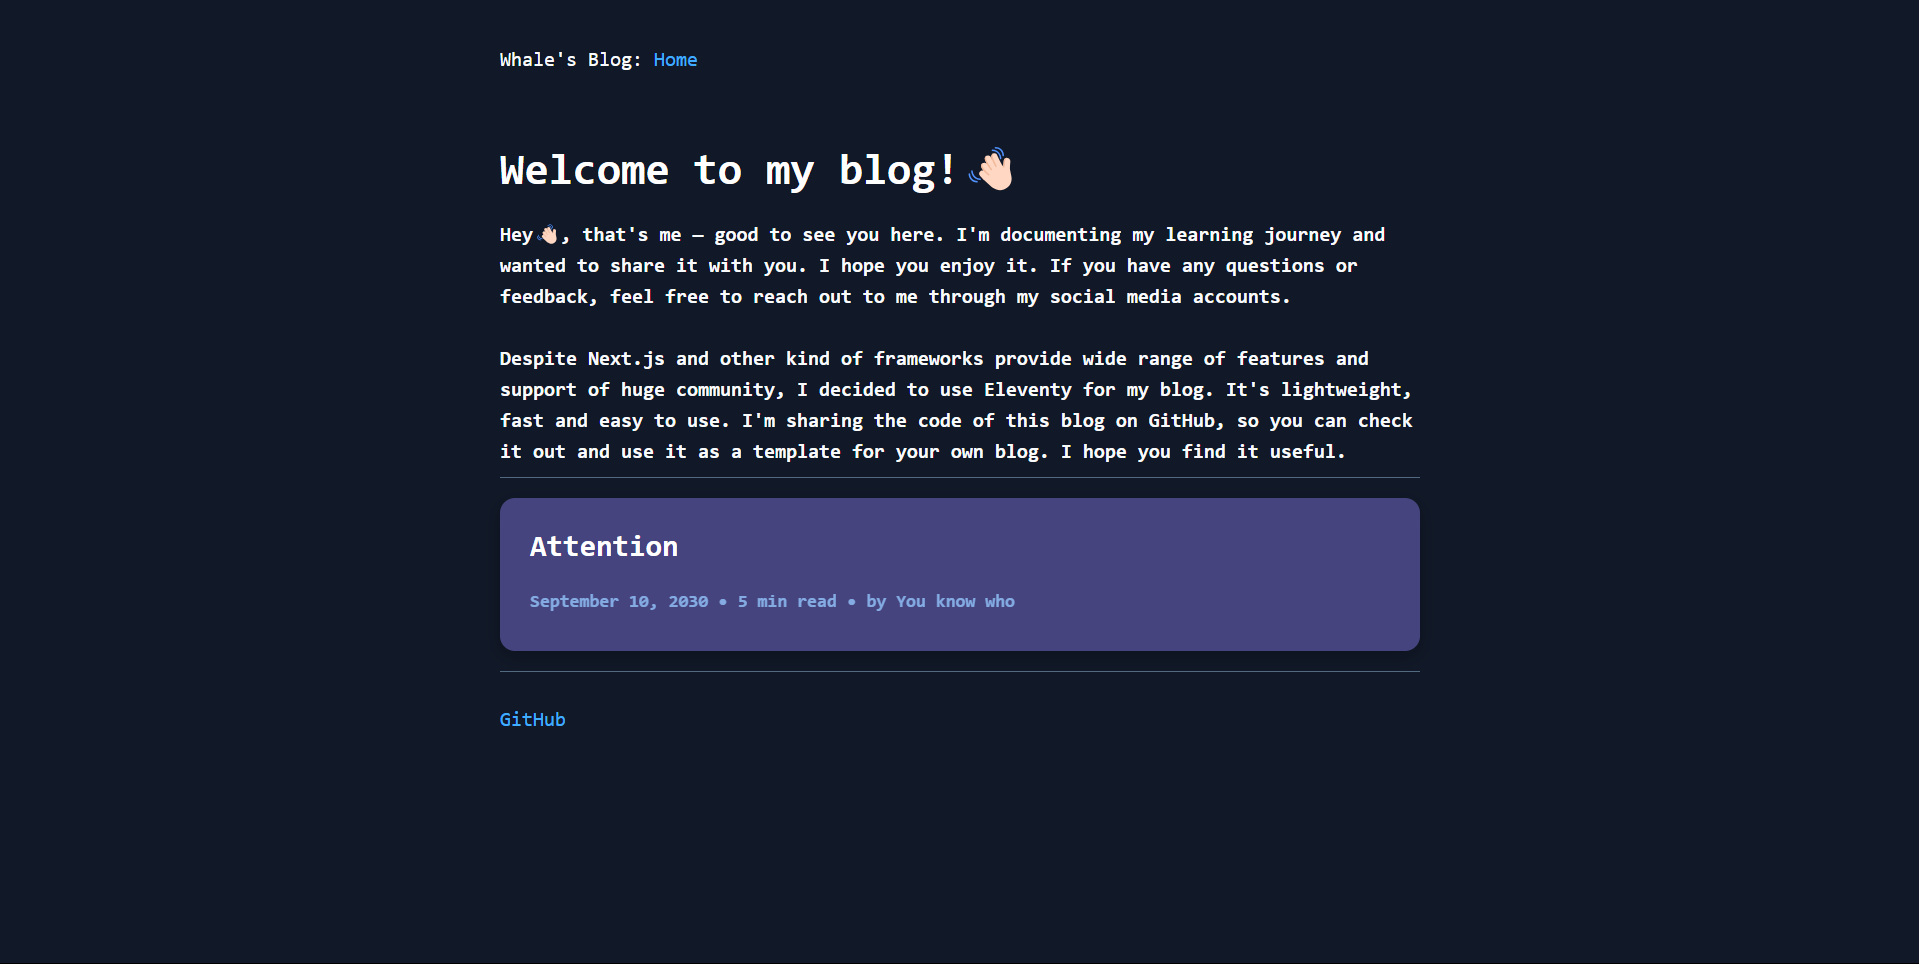 Whale's Blog: Home
Welcome to my blog!👋🏻
Hey👋🏻, that's me — good to see you here. I'm documenting my learning journey and
wanted to share it with you. I hope you enjoy it. If you have any questions or
feedback, feel free to reach out to me through my social media accounts.
Despite Next.js and other kind of frameworks provide wide range of features and
support of huge community, I decided to use Eleventy for my blog. It's lightweight,
fast and easy to use. I'm sharing the code of this blog on GitHub, so you can check
it out and use it as a template for your own blog. I hope you find it useful.
Attention
September 10, 2030 • 5 min read • by You know who
GitHub